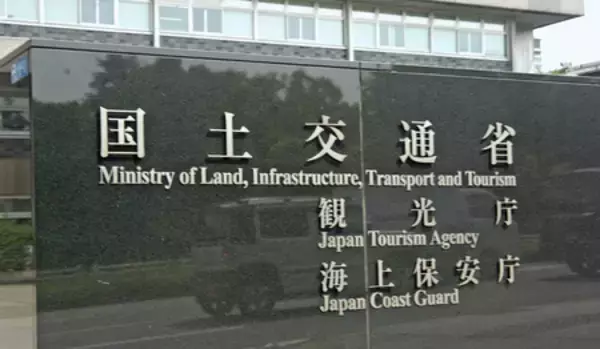 国土交通省
Ministry of Land, Infrastructure, Transport and Tourism
観光庁
Japan Tourism Agency
海上保安庁
Japan Coast Guard